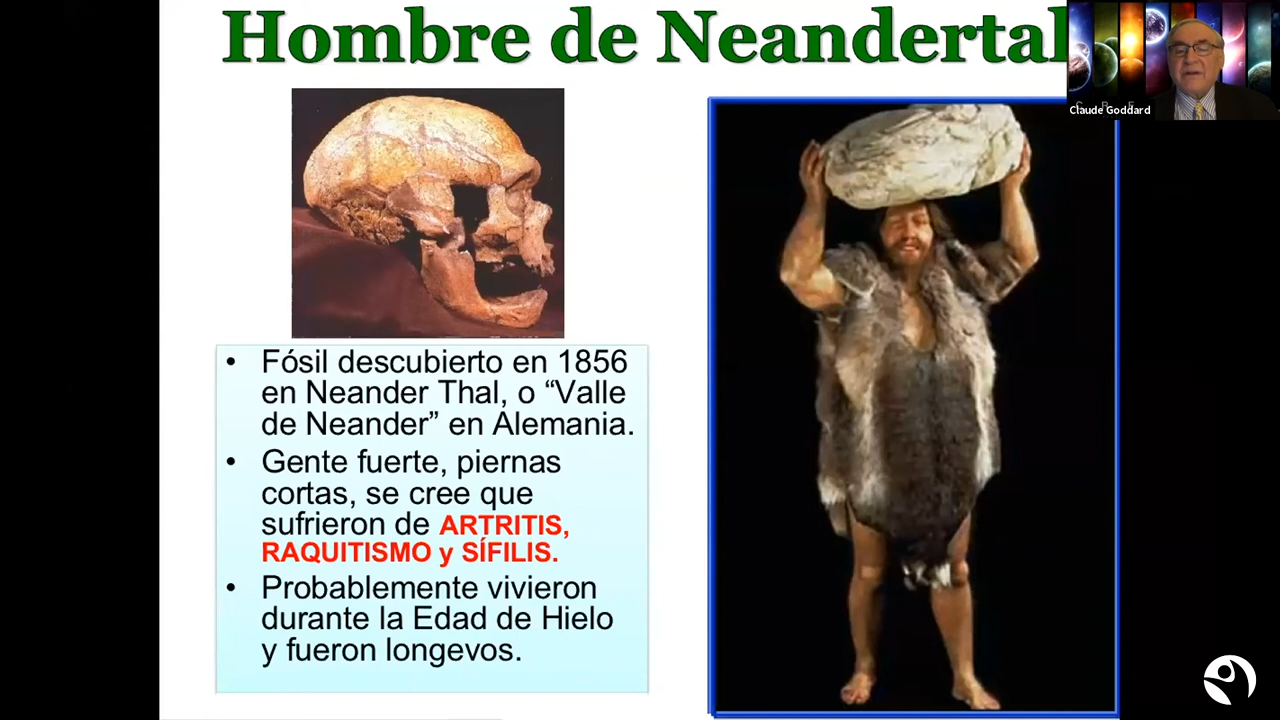 Hombre de Neandertal
Claude Goddard
• Fósil descubierto en 1856
en Neander Thal, o “Valle
de Neander” en Alemania.
• Gente fuerte, piernas
cortas, se cree que
sufrieron de ARTRITIS,
RAQUITISMO y SÍFILIS.
• Probablemente vivieron
durante la Edad de Hielo
y fueron longevos.